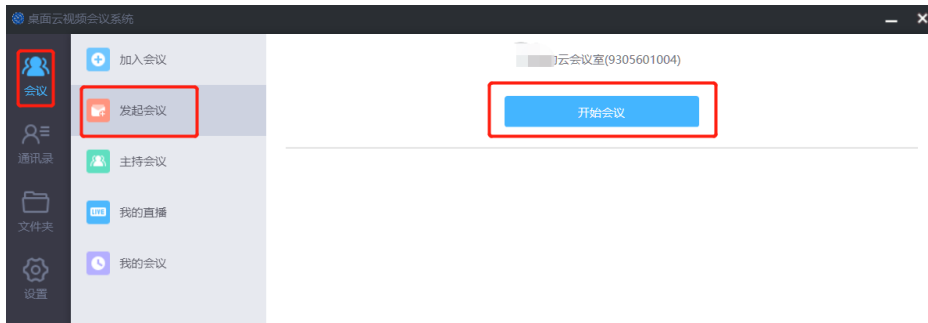 桌面云视频会议系统
会议
通讯录
文件夹
设置
加入会议
发起会议
主持会议
LIVE
我的直播
我的会议
云会议室(9305601004)
开始会议